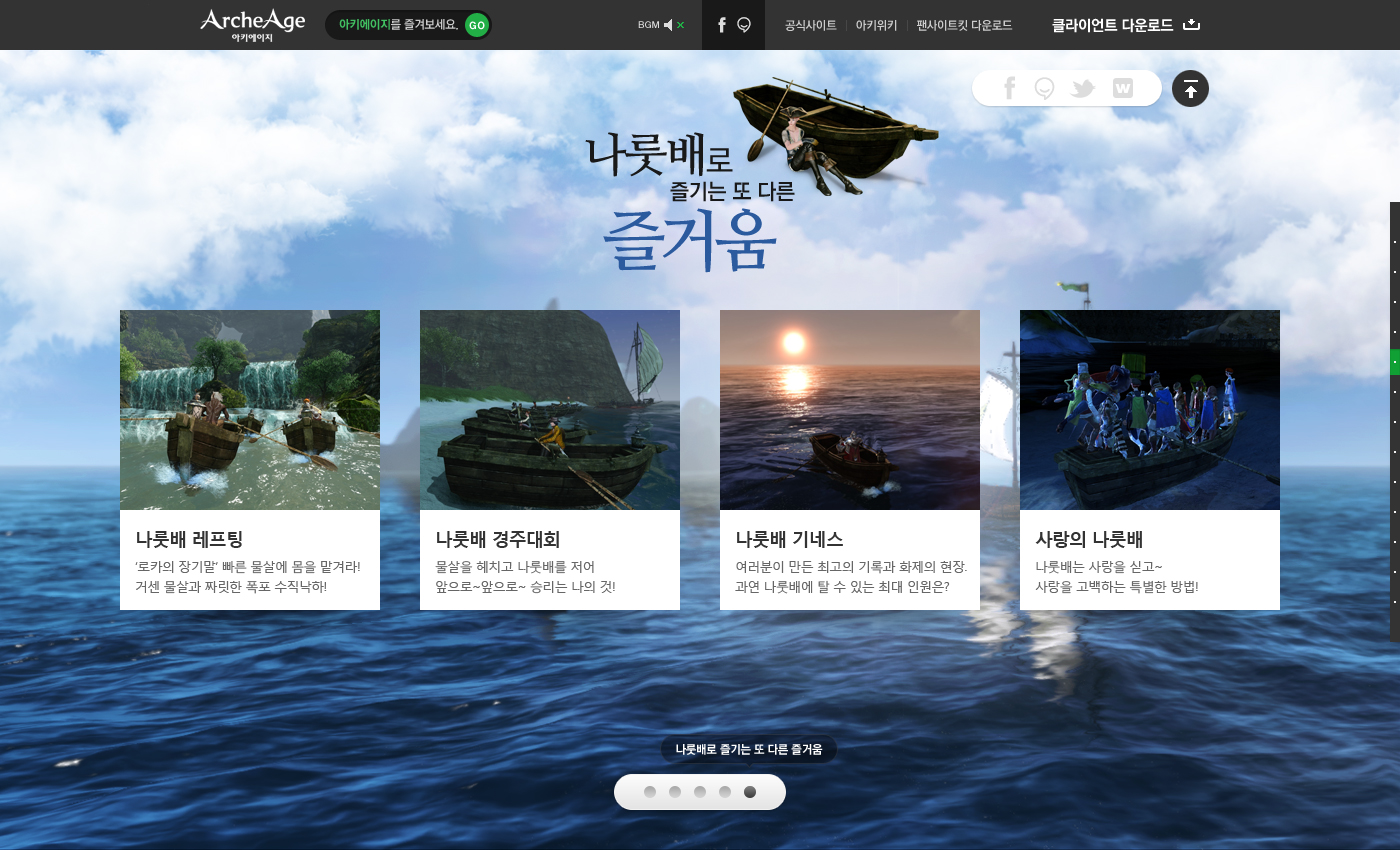 ArcheAge
아키에이지
아키에이지를 즐겨보세요. GO
BGM
공식사이트
아키위키
팬사이트킷 다운로드
클라이언트 다운로드
나룻배로
즐기는 또 다른
즐거움
나룻배 레프팅
'로카의 장기말' 빠른 물살에 몸을 맡겨라!
거센 물살과 짜릿한 폭포 수직낙하!
나룻배 경주대회
물살을 헤치고 나룻배를 저어
앞으로~앞으로~ 승리는 나의 것!
나룻배 기네스
여러분이 만든 최고의 기록과 화제의 현장.
과연 나룻배에 탈 수 있는 최대 인원은?
사랑의 나룻배
나룻배는 사랑을 싣고~
사랑을 고백하는 특별한 방법!
나룻배로 즐기는 또 다른 즐거움